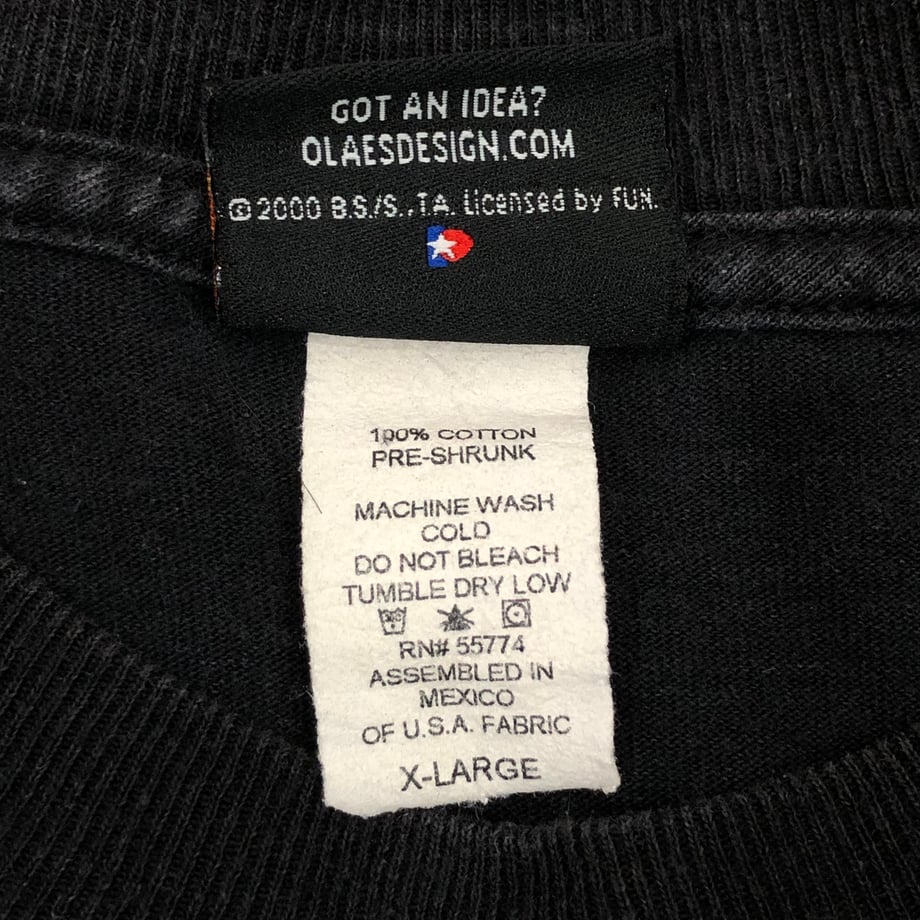 GOT AN IDEA?
OLAESDESIGN.COM
©2000 B.S./S.,T.A. Licensed by FUN.
100% COTTON
PRE-SHRUNK
MACHINE WASH
COLD
DO NOT BLEACH
TUMBLE DRY LOW
RN# 55774
ASSEMBLED IN
MEXICO
OF U.S.A. FABRIC
X-LARGE